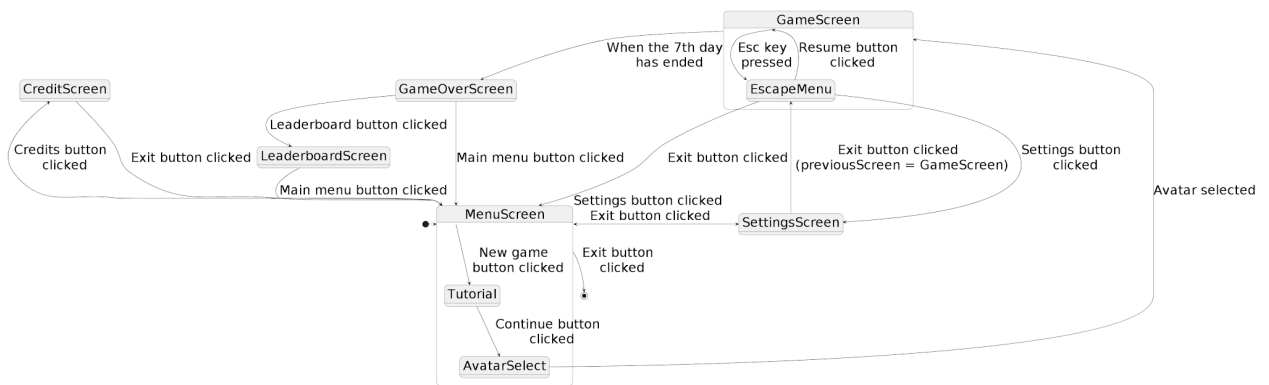 GameScreen
When the 7th day
has ended
Esc key
pressed
Resume button
clicked
CreditScreen
GameOverScreen
EscapeMenu
Leaderboard button clicked
Credits button
clicked
Exit button clicked
LeaderboardScreen
Main menu button clicked
Exit button clicked
Exit button clicked
(previousScreen = GameScreen)
Settings button
clicked
Main menu button clicked
Avatar selected
Settings button clicked
Exit button clicked
MenuScreen
SettingsScreen
New game
button clicked
Exit button
clicked
Tutorial
Continue button
clicked
AvatarSelect